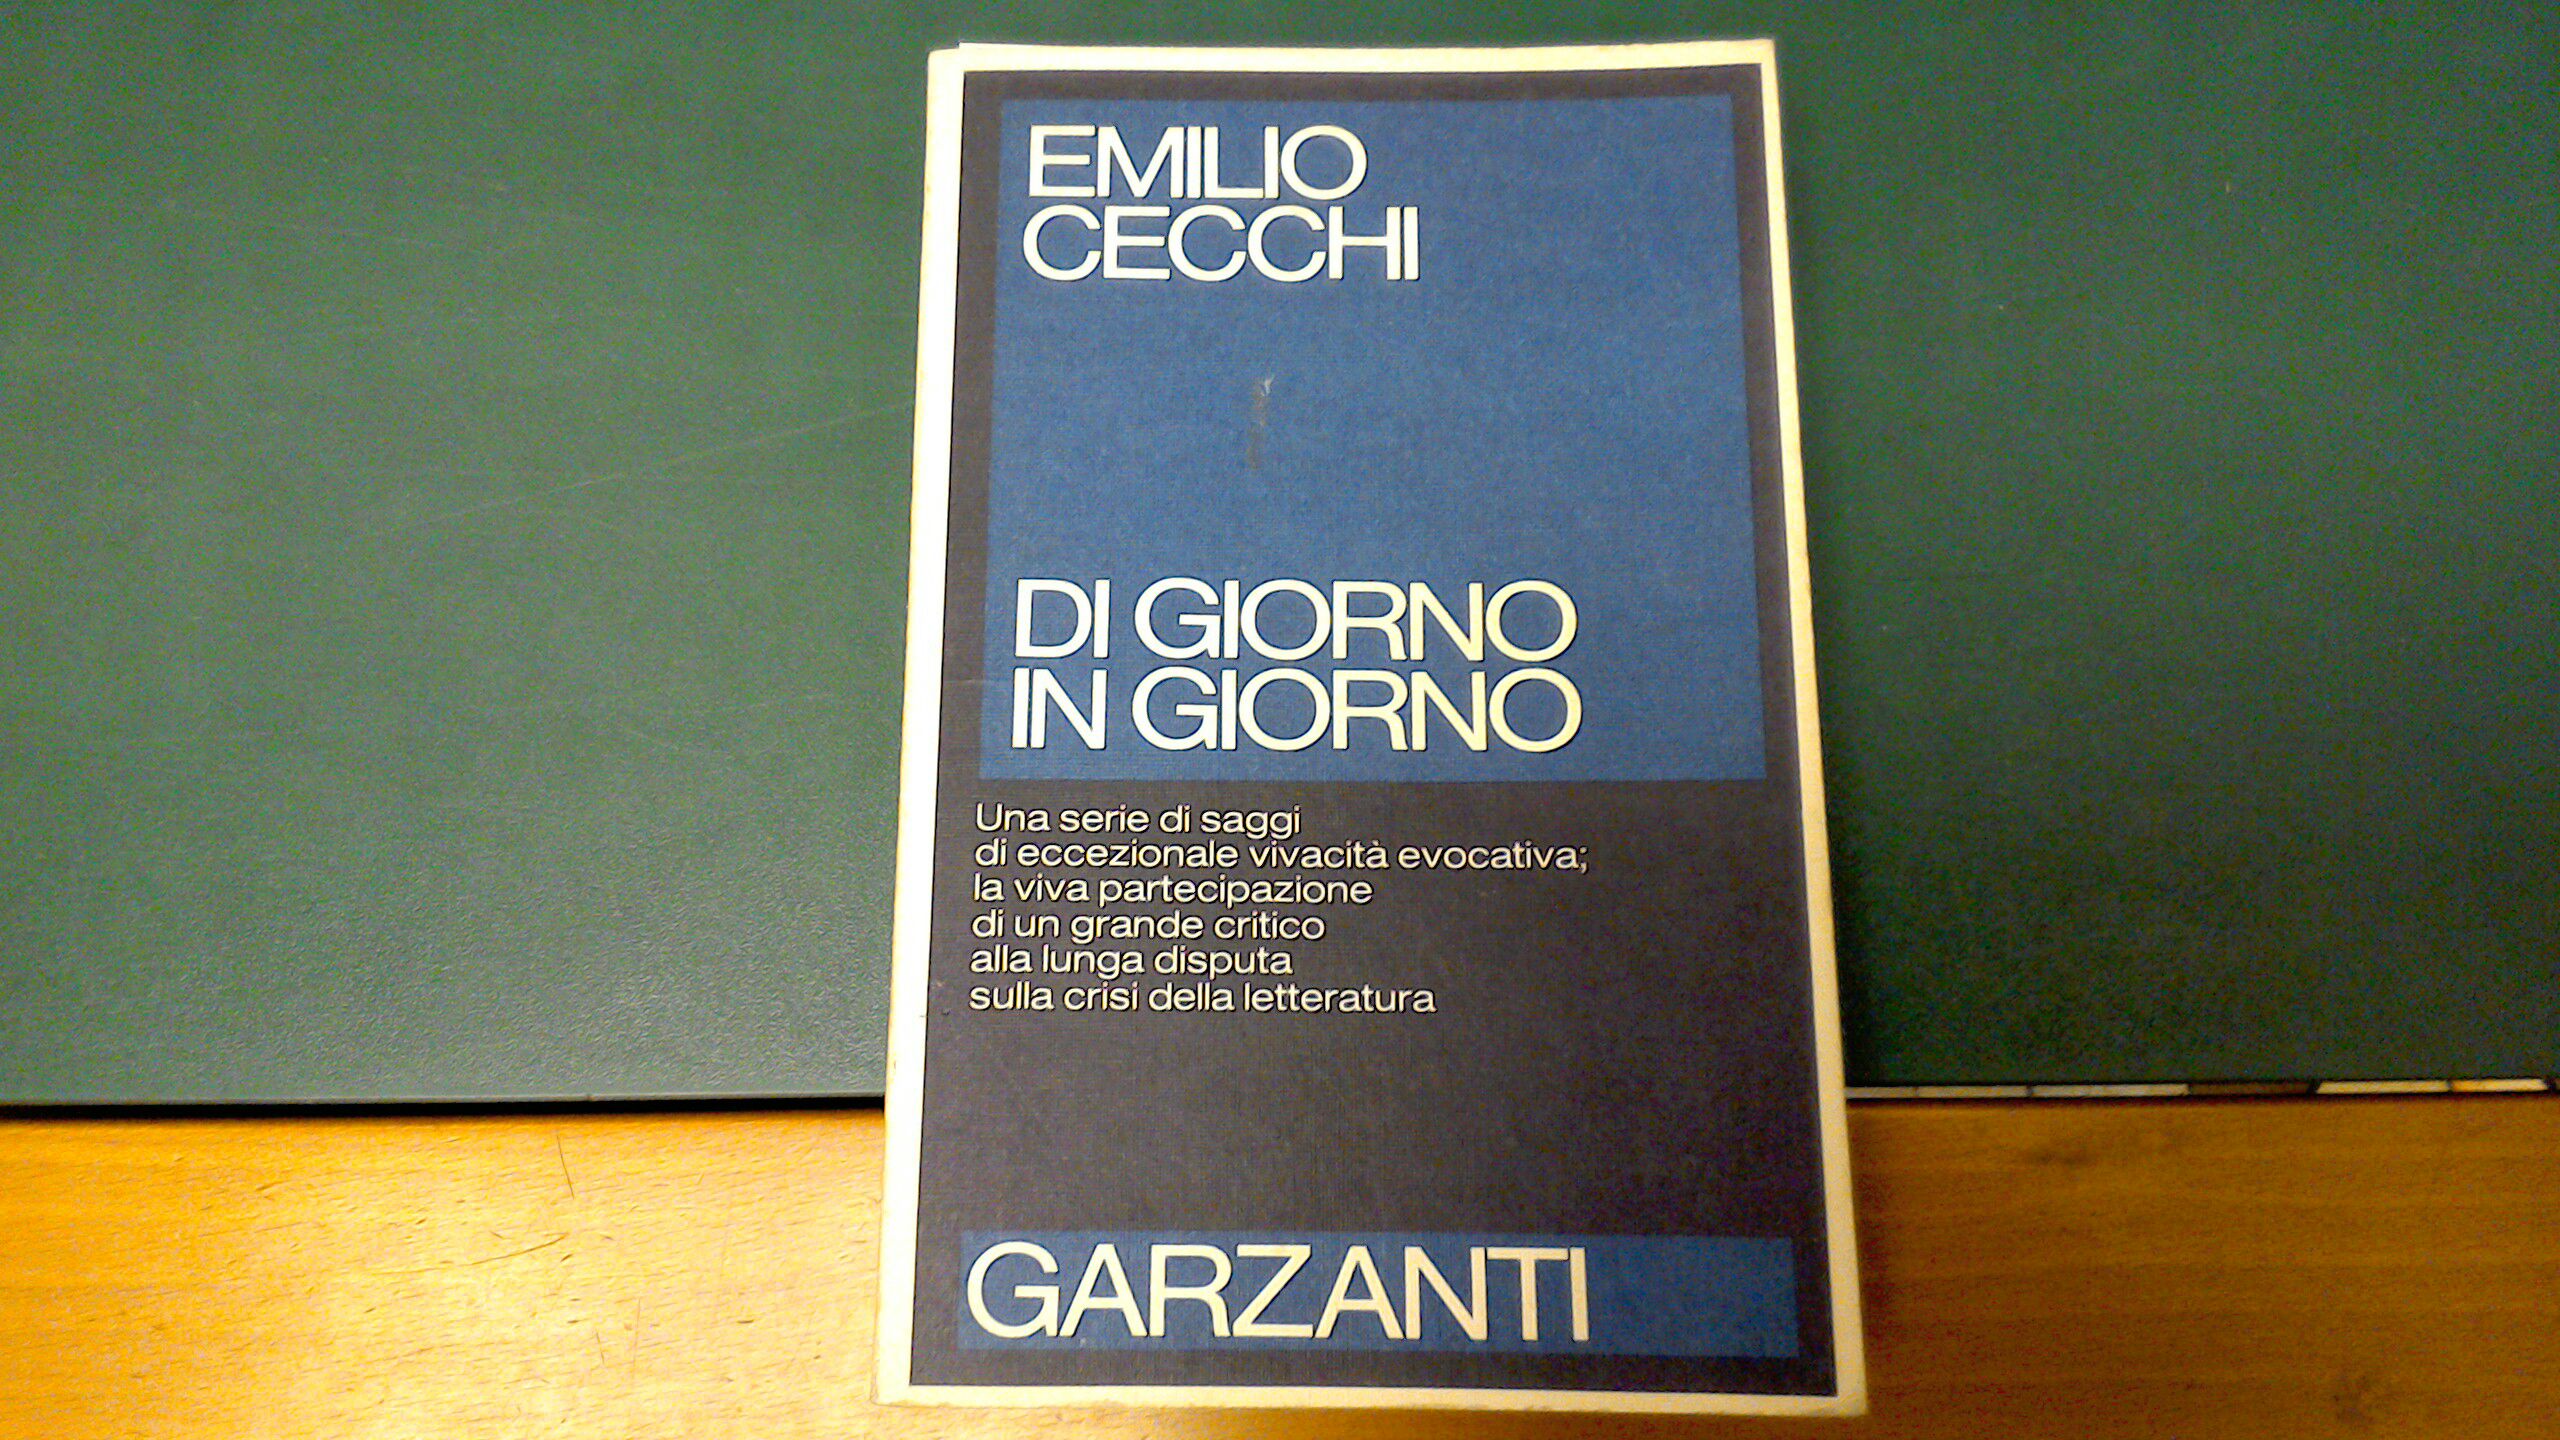 EMILIO
CECCHI
DI GIORNO
IN GIORNO
Una serie di saggi
di eccezionale vivacità evocativa;
la viva partecipazione
di un grande critico
alla lunga disputa
sulla crisi della letteratura
GARZANTI